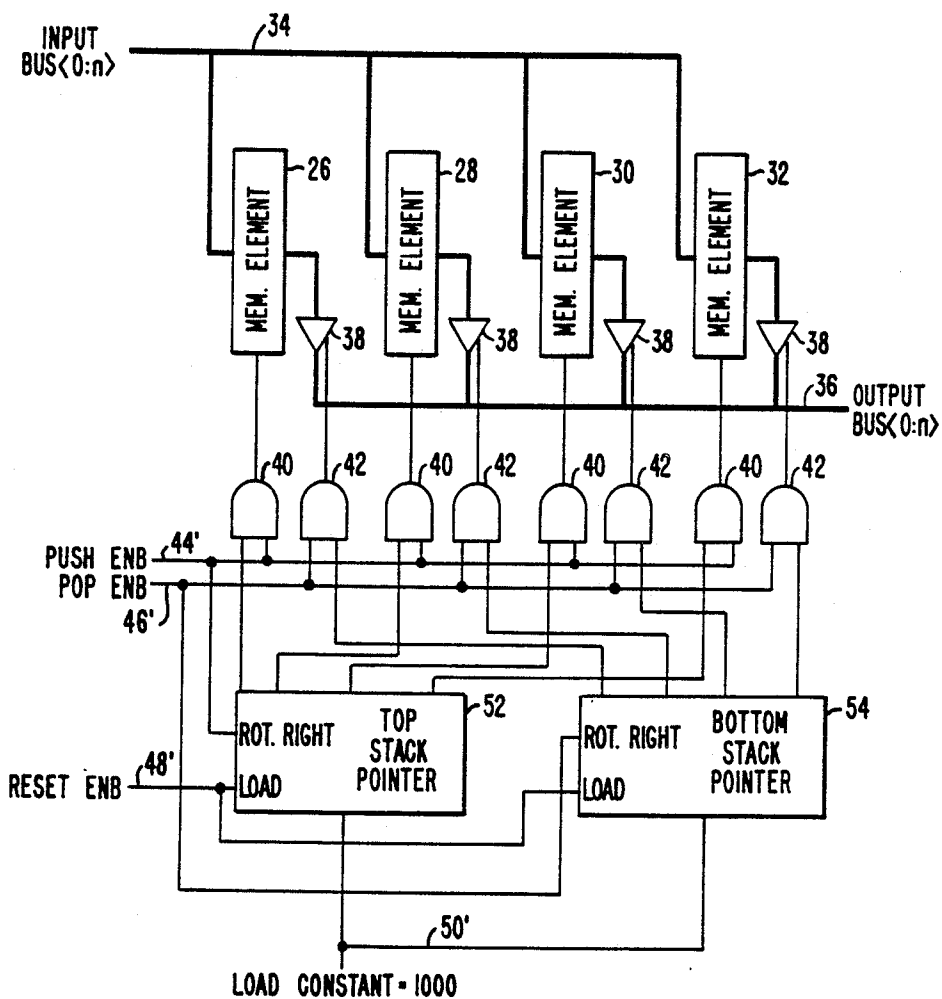 INPUT
BUS<0:n>
34
26
28
30
32
MEM. ELEMENT
MEM. ELEMENT
MEM. ELEMENT
MEM. ELEMENT
38
38
38
38
36
OUTPUT
BUS<0:n>
40
42
40
42
40
42
40
42
PUSH ENB
44'
POP ENB
46'
52
54
ROT. RIGHT
TOP
STACK
POINTER
LOAD
ROT. RIGHT
BOTTOM
STACK
POINTER
LOAD
RESET ENB
48'
50'
LOAD CONSTANT = 1000